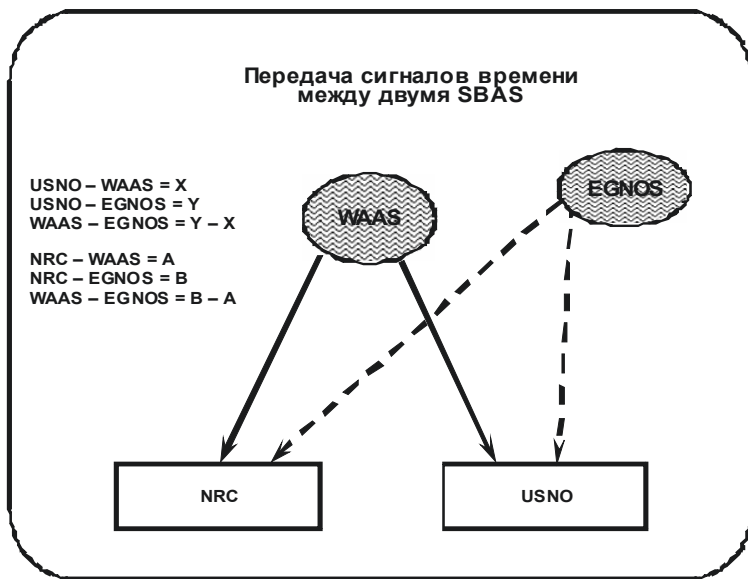 Передача сигналов времени
между двумя SBAS
USNO – WAAS = X
USNO – EGNOS = Y
WAAS – EGNOS = Y – X
NRC – WAAS = A
NRC – EGNOS = B
WAAS – EGNOS = B – A
WAAS
EGNOS
NRC
USNO